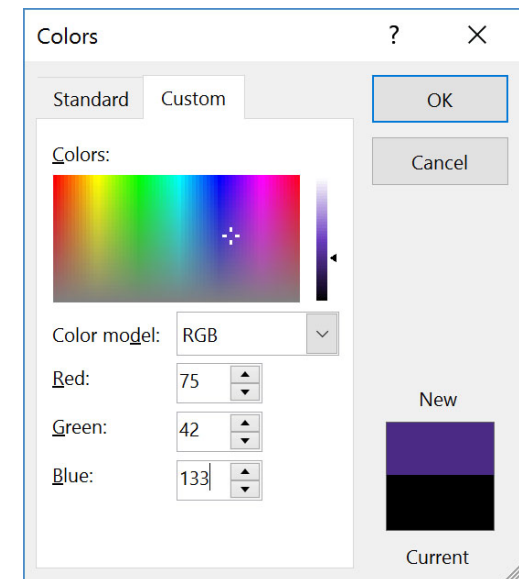 Colors ? X
Standard Custom OK
Colors: Cancel
Color model: RGB
Red: 75
New
Green: 42
Blue: 133
Current